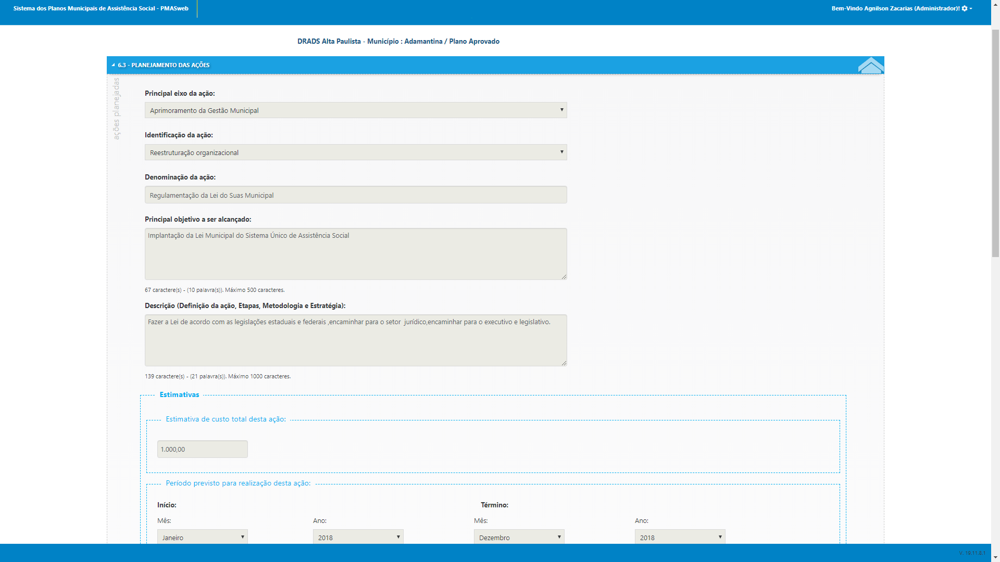 Sistema dos Planos Municipais de Assistência Social - PMASweb
Bem-Vindo Agnilson Zacarias (Administrador)!
DRADS Alta Paulista - Município : Adamantina / Plano Aprovado
6.3 - PLANEJAMENTO DAS AÇÕES
ações planejadas
Principal eixo da ação:
Aprimoramento da Gestão Municipal
Identificação da ação:
Reestruturação organizacional
Denominação da ação:
Regulamentação da Lei do Suas Municipal
Principal objetivo a ser alcançado:
Implantação da Lei Municipal do Sistema Único de Assistência Social
67 caractere(s) - (10 palavra(s)). Máximo 500 caracteres.
Descrição (Definição da ação, Etapas, Metodologia e Estratégia):
Fazer a Lei de acordo com as legislações estaduais e federais ,encaminhar para o setor  jurídico,encaminhar para o executivo e legislativo.
139 caractere(s) - (21 palavra(s)). Máximo 1000 caracteres.
Estimativas
Estimativa de custo total desta ação:
1.000,00
Período previsto para realização desta ação:
Início: Término:
Mês: Ano: Mês: Ano:
Janeiro 2018 Dezembro 2018
V. 19.11.8.1